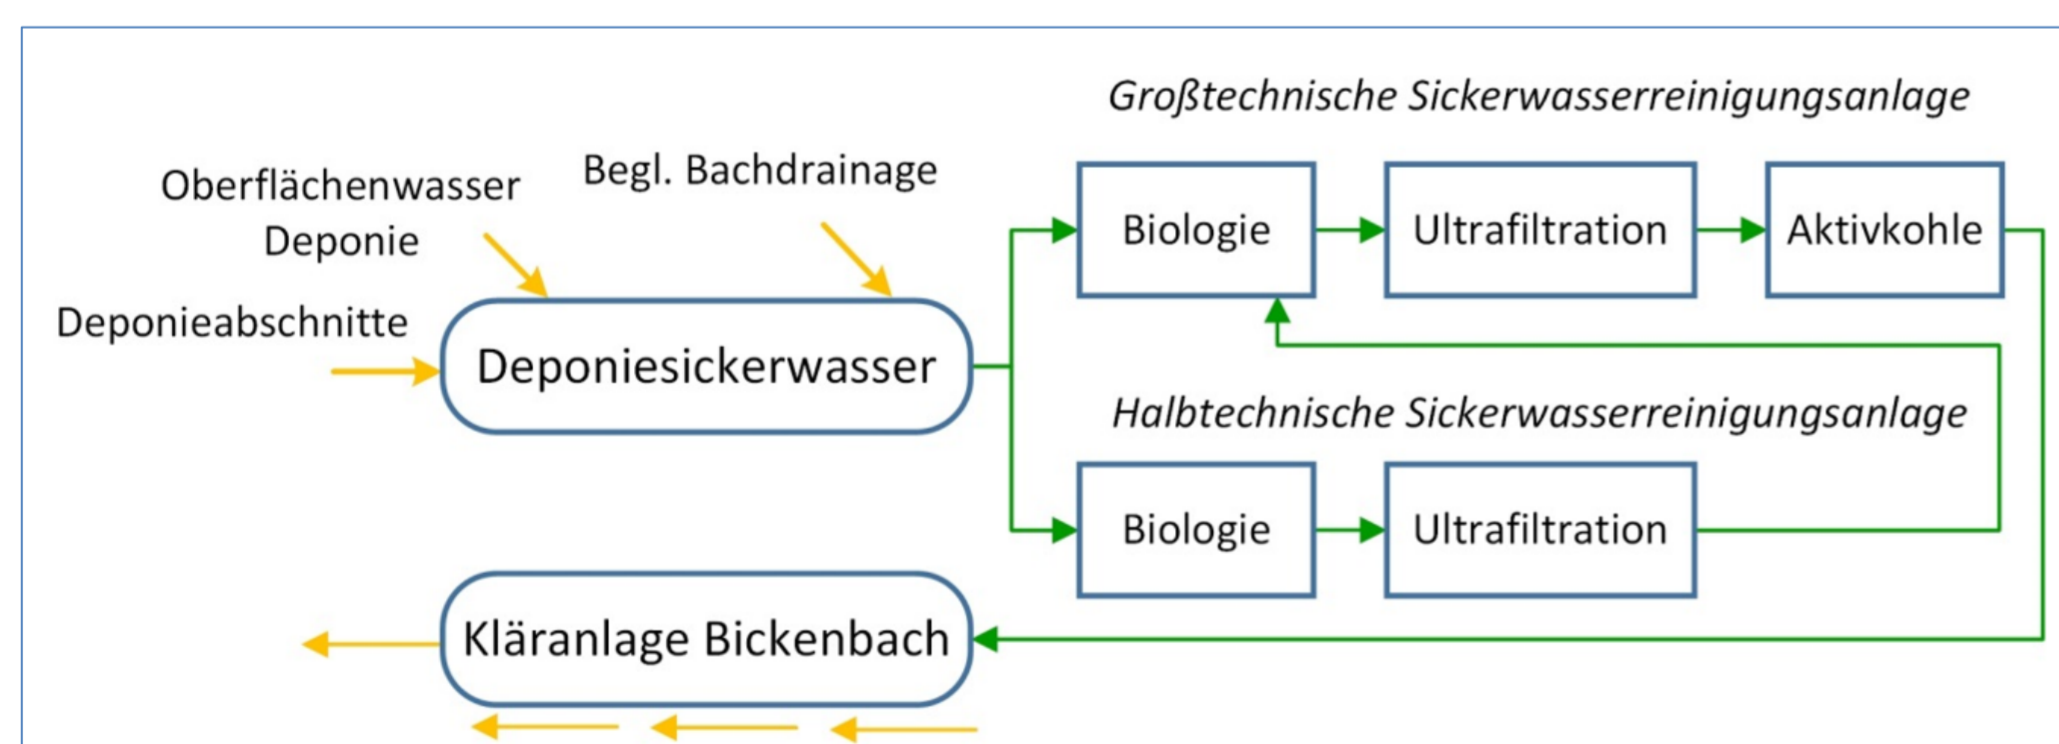 Großtechnische Sickerwasserreinigungsanlage
Oberflächenwasser
Deponie
Begl. Bachdrainage
Biologie
Ultrafiltration
Aktivkohle
Deponieabschnitte
Deponiesickerwasser
Halbtechnische Sickerwasserreinigungsanlage
Biologie
Ultrafiltration
Kläranlage Bickenbach